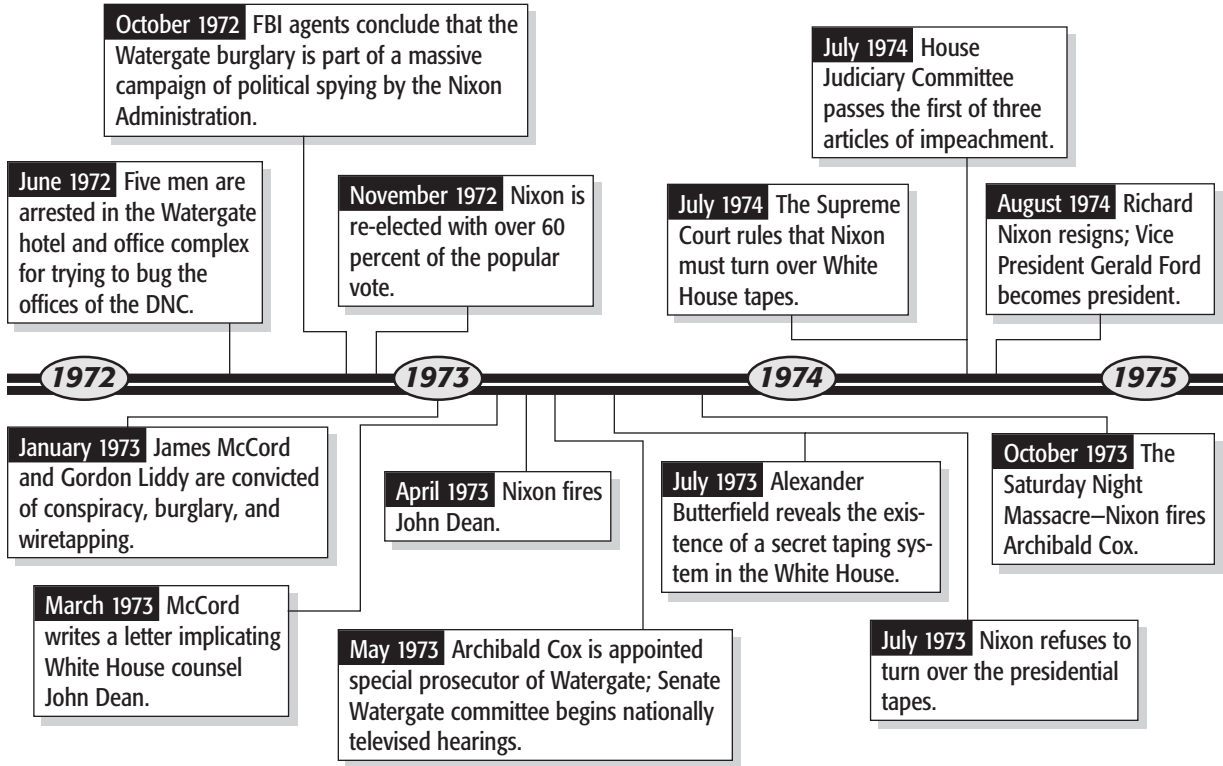 October 1972 FBI agents conclude that the
Watergate burglary is part of a massive
campaign of political spying by the Nixon
Administration.
July 1974 House
Judiciary Committee
passes the first of three
articles of impeachment.
June 1972 Five men are
arrested in the Watergate
hotel and office complex
for trying to bug the
offices of the DNC.
November 1972 Nixon is
re-elected with over 60
percent of the popular
vote.
July 1974 The Supreme
Court rules that Nixon
must turn over White
House tapes.
August 1974 Richard
Nixon resigns; Vice
President Gerald Ford
becomes president.
1972
1973
1974
1975
January 1973 James McCord
and Gordon Liddy are convicted
of conspiracy, burglary, and
wiretapping.
April 1973 Nixon fires
John Dean.
July 1973 Alexander
Butterfield reveals the exis-
tence of a secret taping sys-
tem in the White House.
October 1973 The
Saturday Night
Massacre—Nixon fires
Archibald Cox.
March 1973 McCord
writes a letter implicating
White House counsel
John Dean.
May 1973 Archibald Cox is appointed
special prosecutor of Watergate; Senate
Watergate committee begins nationally
televised hearings.
July 1973 Nixon refuses to
turn over the presidential
tapes.